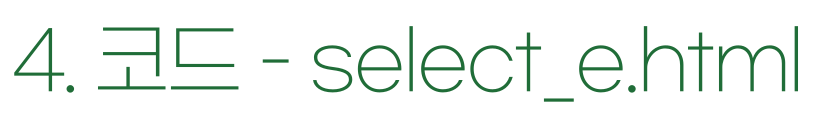 4. 코드 - select_e.html